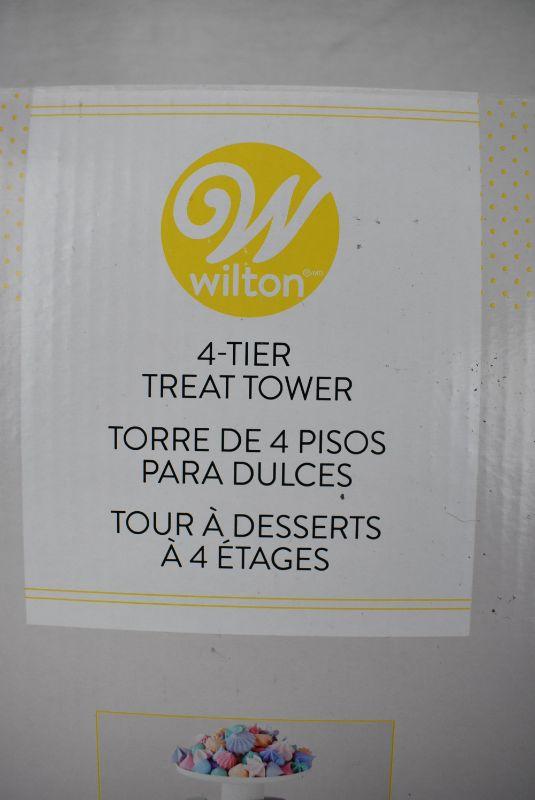 W
wilton
4-TIER
TREAT TOWER
TORRE DE 4 PISOS
PARA DULCES
TOUR À DESSERTS
À 4 ÉTAGES